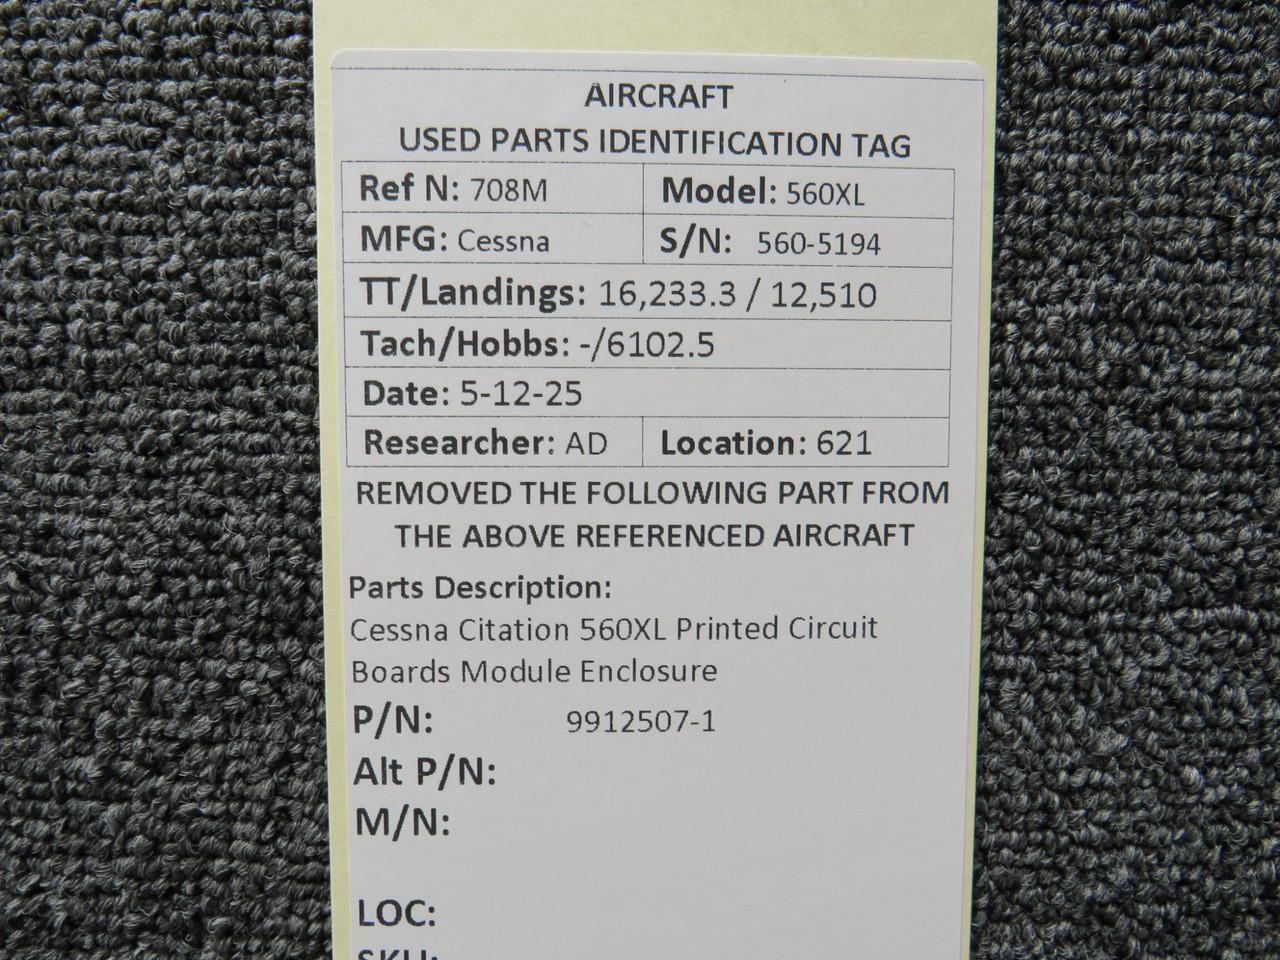 AIRCRAFT
USED PARTS IDENTIFICATION TAG
Ref N: 708M Model: 560XL
MFG: Cessna S/N: 560-5194
TT/Landings: 16,233.3 / 12,510
Tach/Hobbs: -/6102.5
Date: 5-12-25
Researcher: AD Location: 621
REMOVED THE FOLLOWING PART FROM
THE ABOVE REFERENCED AIRCRAFT
Parts Description:
Cessna Citation 560XL Printed Circuit
Boards Module Enclosure
P/N: 9912507-1
Alt P/N:
M/N:
LOC:
SKU: